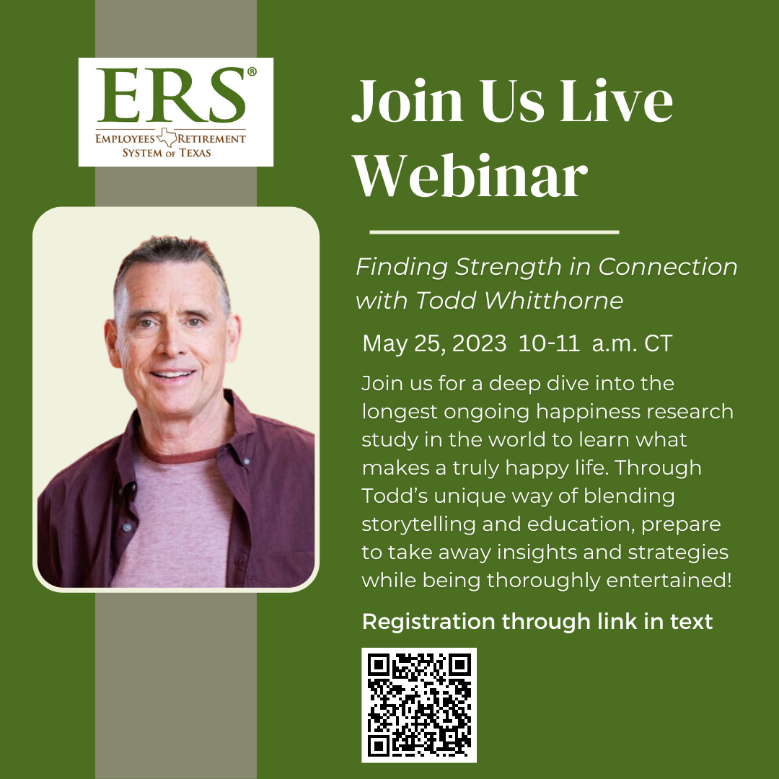 ERS®
EMPLOYEES RETIREMENT
SYSTEM OF TEXAS
Join Us Live
Webinar
Finding Strength in Connection
with Todd Whitthorne
May 25, 2023 10-11 a.m. CT
Join us for a deep dive into the
longest ongoing happiness research
study in the world to learn what
makes a truly happy life. Through
Todd's unique way of blending
storytelling and education, prepare
to take away insights and strategies
while being thoroughly entertained!
Registration through link in text